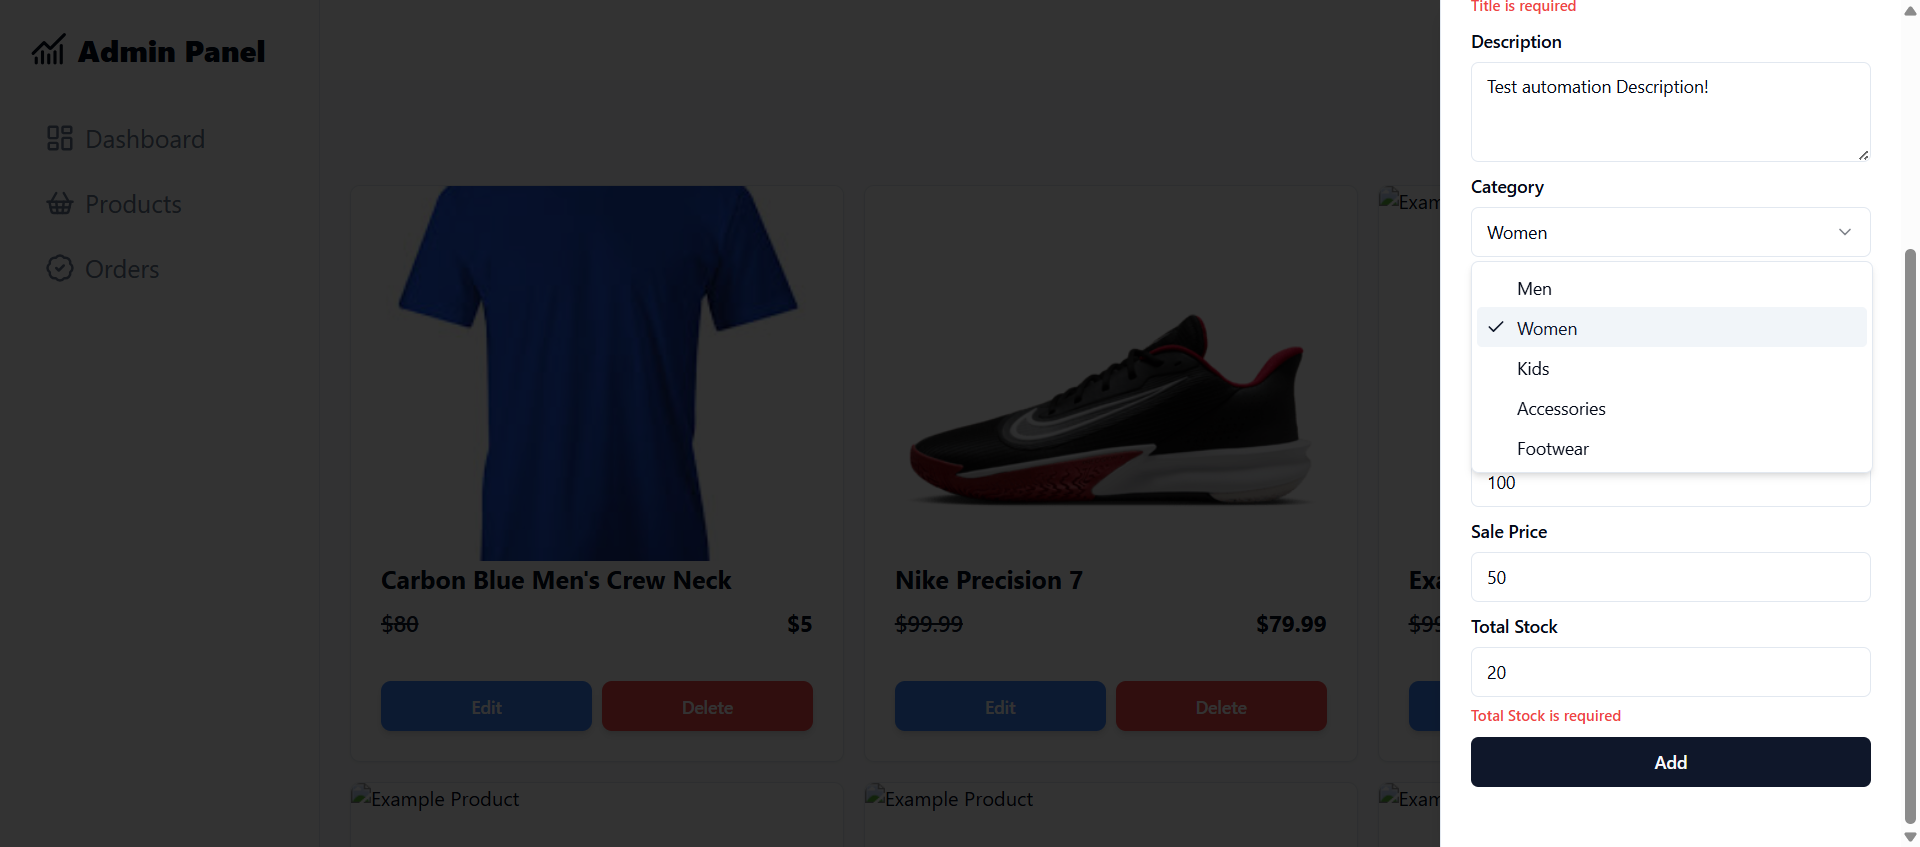 Admin Panel
Dashboard
Products
Orders
Exam
Carbon Blue Men's Crew Neck
$80
$5
Edit
Delete
Nike Precision 7
$99.99
$79.99
Edit
Delete
Exa
$99
Example Product
Example Product
Exam
Title is required
Description
Test automation Description!
Category
Women
Men
Women
Kids
Accessories
Footwear
100
Sale Price
50
Total Stock
20
Total Stock is required
Add